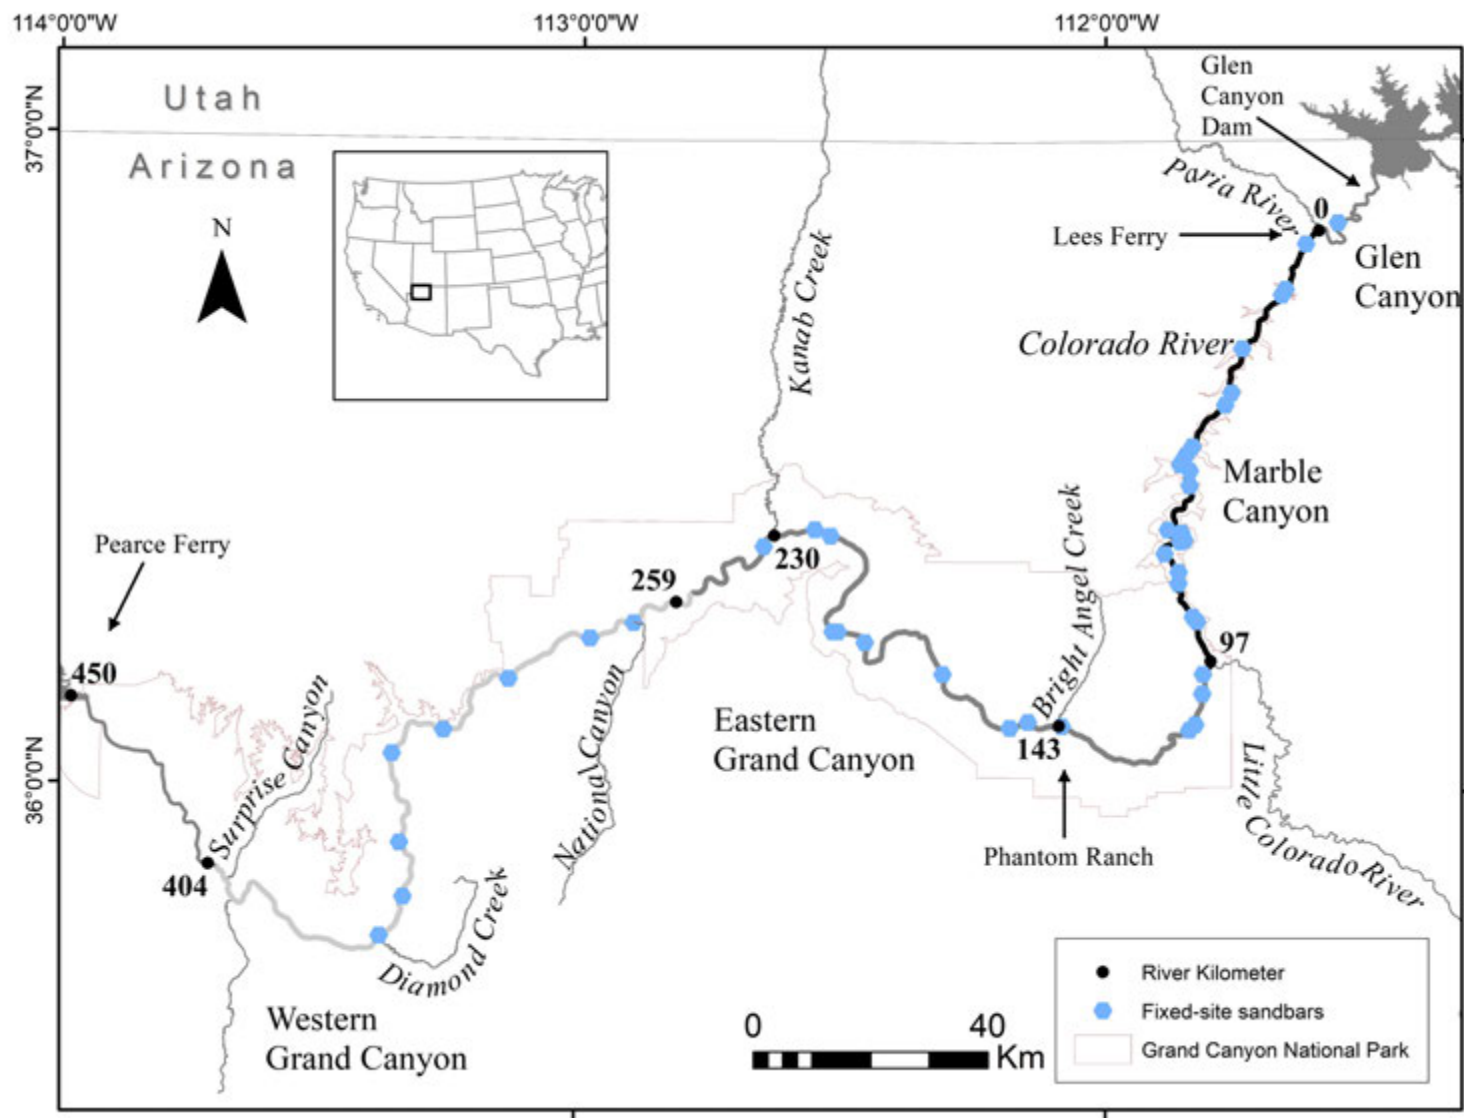 114°0'0"W
113°0'0"W
112°0'0"W
37°0'0"N
36°0'0"N
Utah
Arizona
N
Glen
Canyon
Dam
Paria River
0
Lees Ferry
Glen
Canyon
Colorado River
Kanab Creek
Marble
Canyon
Bright Angel Creek
Pearce Ferry
230
259
97
450
Surprise Canyon
National Canyon
Eastern
Grand Canyon
143
Little Colorado River
Phantom Ranch
404
Diamond Creek
Western
Grand Canyon
0 40
Km
River Kilometer
Fixed-site sandbars
Grand Canyon National Park